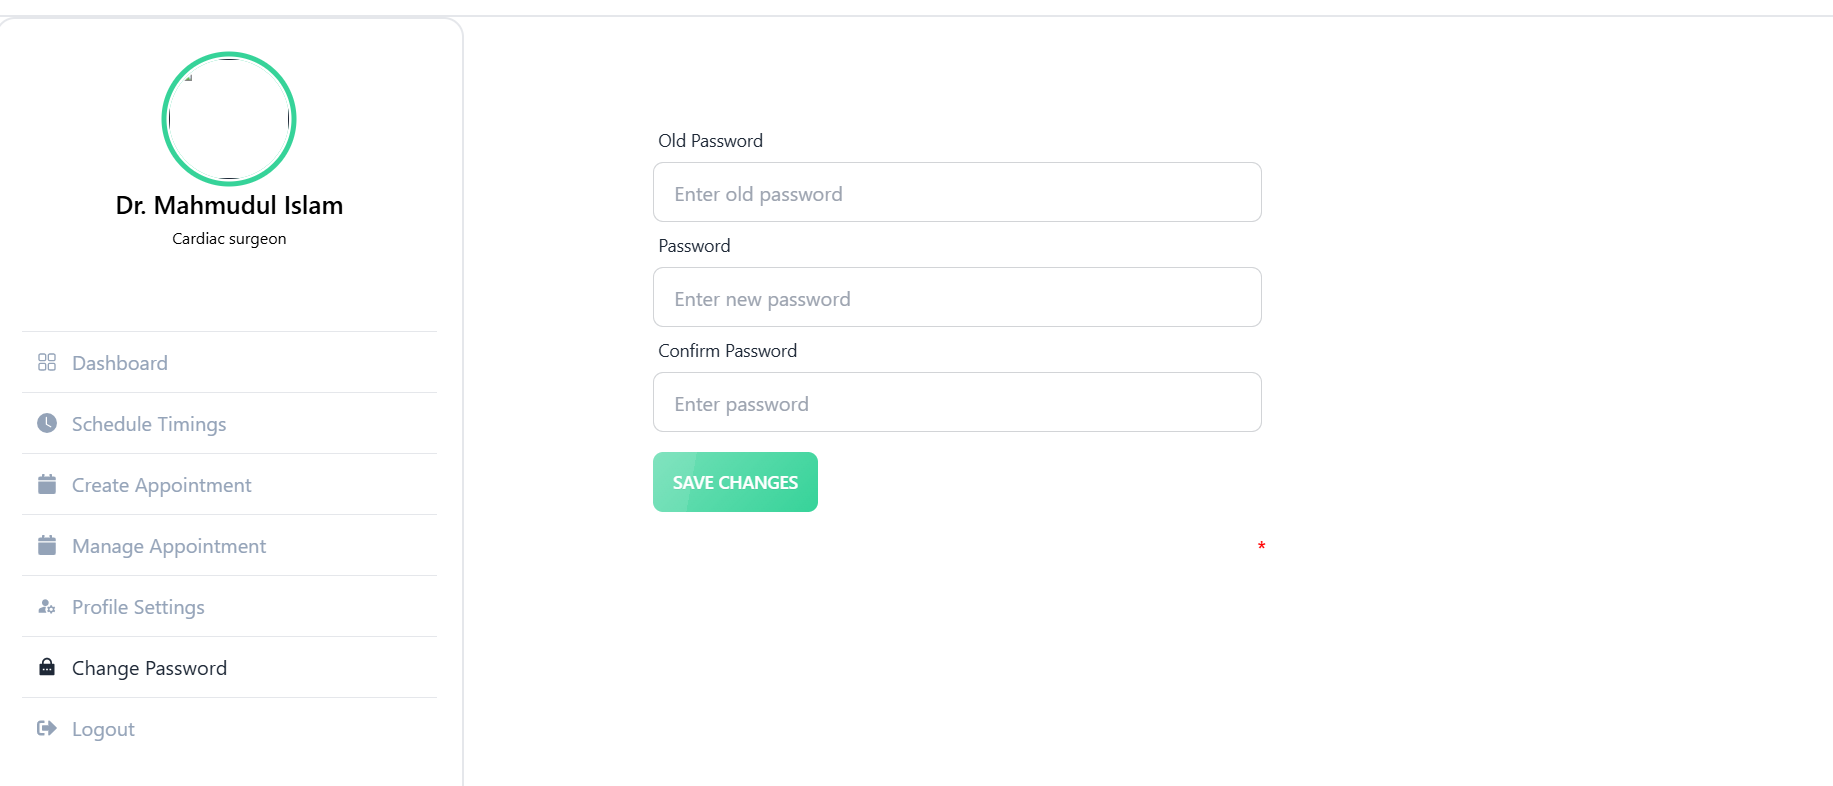 Dr. Mahmudul Islam
Cardiac surgeon
Dashboard
Schedule Timings
Create Appointment
Manage Appointment
Profile Settings
Change Password
Logout
Old Password
Enter old password
Password
Enter new password
Confirm Password
Enter password
SAVE CHANGES
*